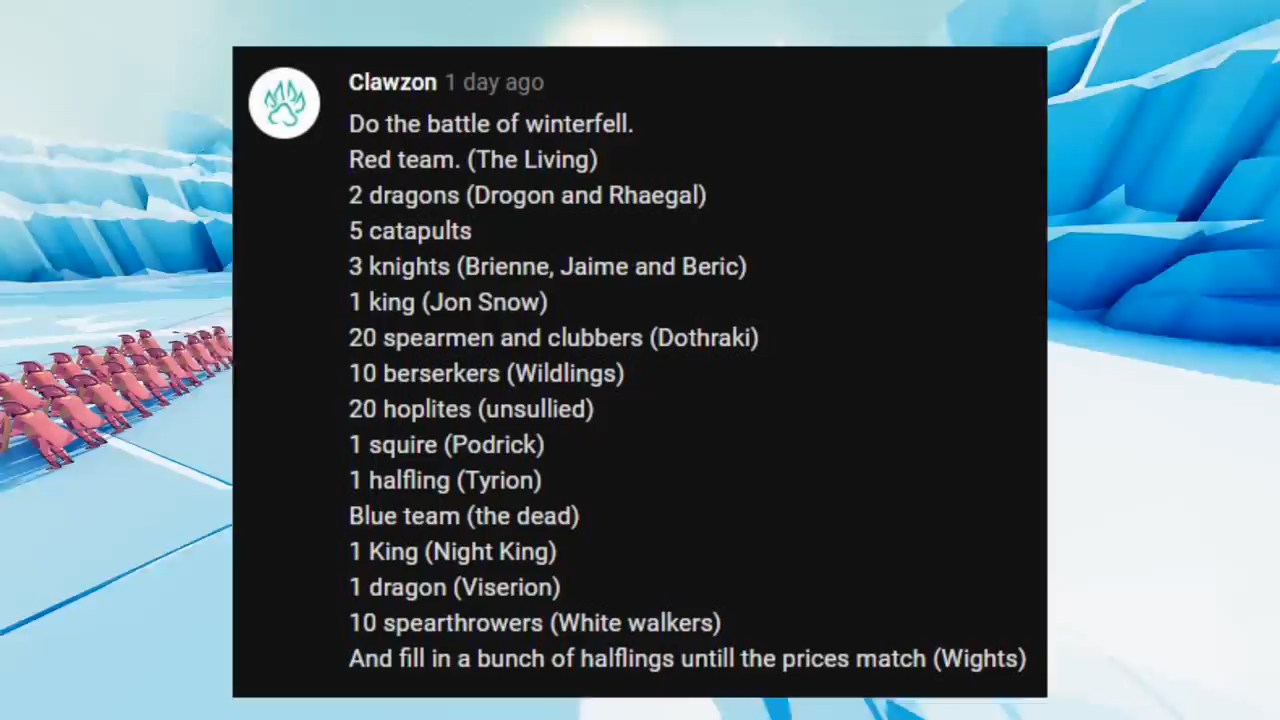 Clawzon 1 day ago
Do the battle of winterfell.
Red team. (The Living)
2 dragons (Drogon and Rhaegal)
5 catapults
3 knights (Brienne, Jaime and Beric)
1 king (Jon Snow)
20 spearmen and clubbers (Dothraki)
10 berserkers (Wildlings)
20 hoplites (unsullied)
1 squire (Podrick)
1 halfling (Tyrion)
Blue team (the dead)
1 King (Night King)
1 dragon (Viserion)
10 spearthrowers (White walkers)
And fill in a bunch of halflings untill the prices match (Wights)